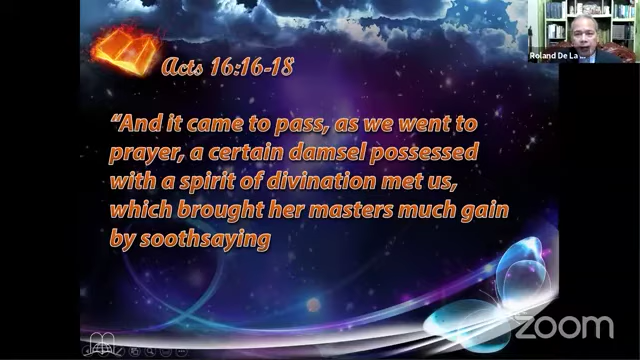 Acts 16:16-18
Roland De La
“And it came to pass, as we went to
prayer, a certain damsel possessed
with a spirit of divination met us,
which brought her masters much gain
by soothsaying
zoom